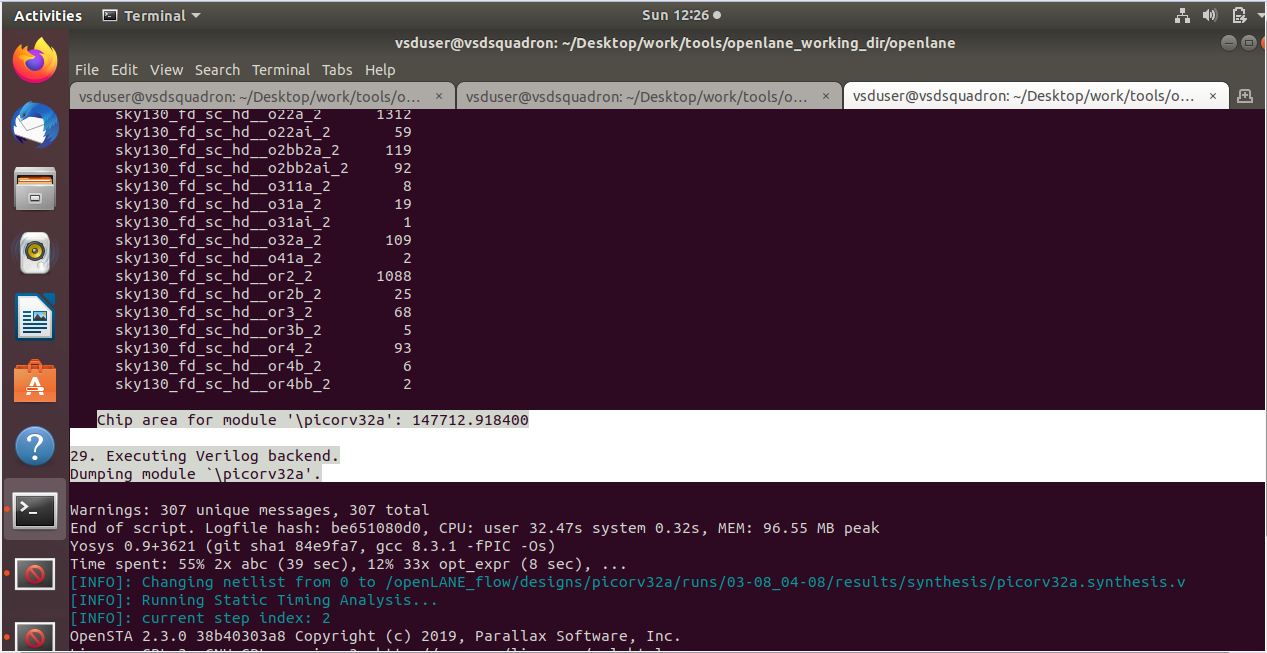 Activities Terminal Sun 12:26
vsduser@vsdsquadron: ~/Desktop/work/tools/openlane_working_dir/openlane
File Edit View Search Terminal Tabs Help
vsduser@vsdsquadron: ~/Desktop/work/tools/o... × vsduser@vsdsquadron: ~/Desktop/work/tools/o... × vsduser@vsdsquadron: ~/Desktop/work/tools/o... ×
sky130_fd_sc_hd__o22a_2 1312
sky130_fd_sc_hd__o22ai_2 59
sky130_fd_sc_hd__o2bb2a_2 119
sky130_fd_sc_hd__o2bb2ai_2 92
sky130_fd_sc_hd__o311a_2 8
sky130_fd_sc_hd__o31a_2 19
sky130_fd_sc_hd__o31ai_2 1
sky130_fd_sc_hd__o32a_2 109
sky130_fd_sc_hd__o41a_2 2
sky130_fd_sc_hd__or2_2 1088
sky130_fd_sc_hd__or2b_2 25
sky130_fd_sc_hd__or3_2 68
sky130_fd_sc_hd__or3b_2 5
sky130_fd_sc_hd__or4_2 93
sky130_fd_sc_hd__or4b_2 6
sky130_fd_sc_hd__or4bb_2 2
Chip area for module '\picorv32a': 147712.918400
29. Executing Verilog backend.
Dumping module `\picorv32a'.
Warnings: 307 unique messages, 307 total
End of script. Logfile hash: be651080d0, CPU: user 32.47s system 0.32s, MEM: 96.55 MB peak
Yosys 0.9+3621 (git sha1 84e9fa7, gcc 8.3.1 -fPIC -Os)
Time spent: 55% 2x abc (39 sec), 12% 33x opt_expr (8 sec), ...
[INFO]: Changing netlist from 0 to /openLANE_flow/designs/picorv32a/runs/03-08_04-08/results/synthesis/picorv32a.synthesis.v
[INFO]: Running Static Timing Analysis...
[INFO]: current step index: 2
OpenSTA 2.3.0 38b40303a8 Copyright (c) 2019, Parallax Software, Inc.